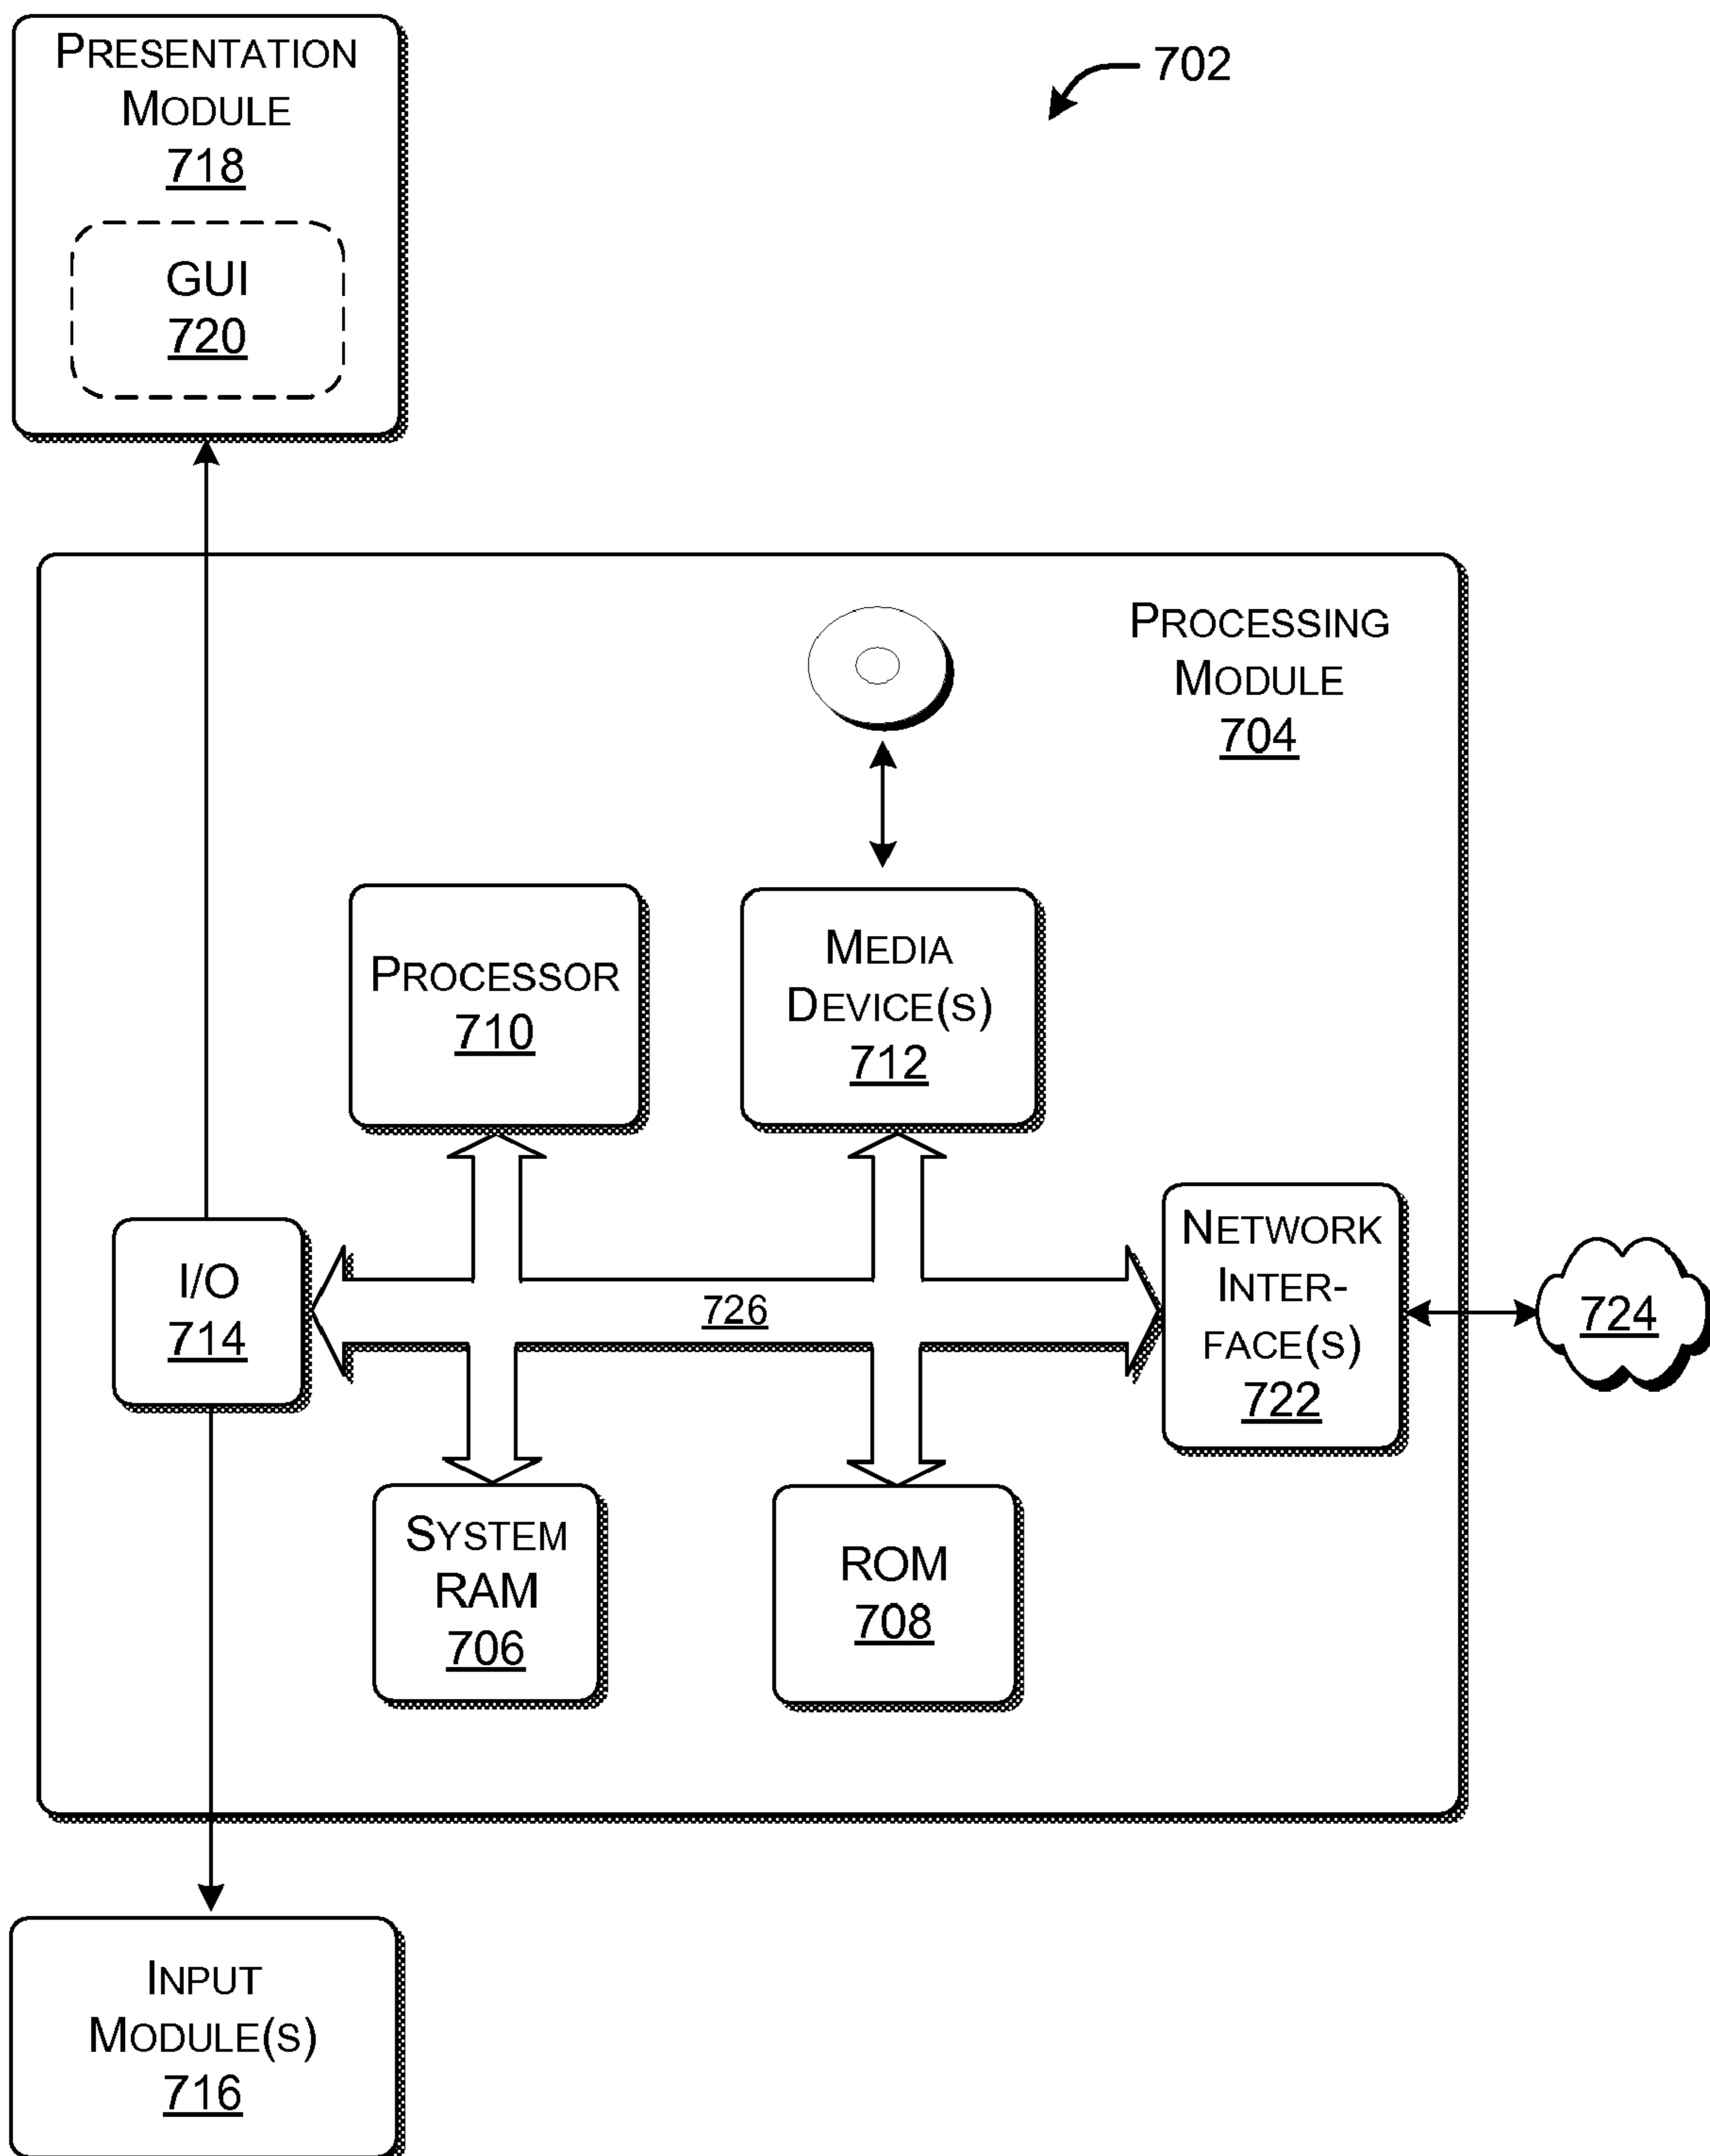 PRESENTATION
MODULE
718
GUI
720
702
PROCESSING
MODULE
704
PROCESSOR
710
MEDIA
DEVICE(S)
712
I/O
714
726
NETWORK
INTER-
FACE(S)
722
724
SYSTEM
RAM
706
ROM
708
INPUT
MODULE(S)
716